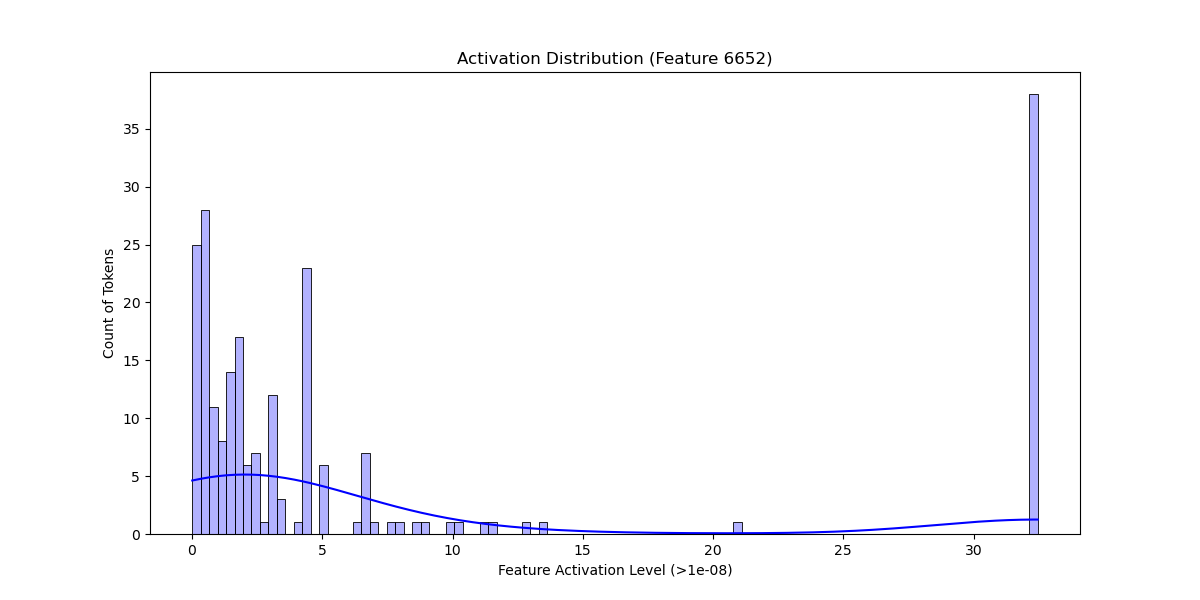 Activation Distribution (Feature 6652)
Count of Tokens
35
30
25
20
15
10
5
0
0 5 10 15 20 25 30
Feature Activation Level (>1e-08)